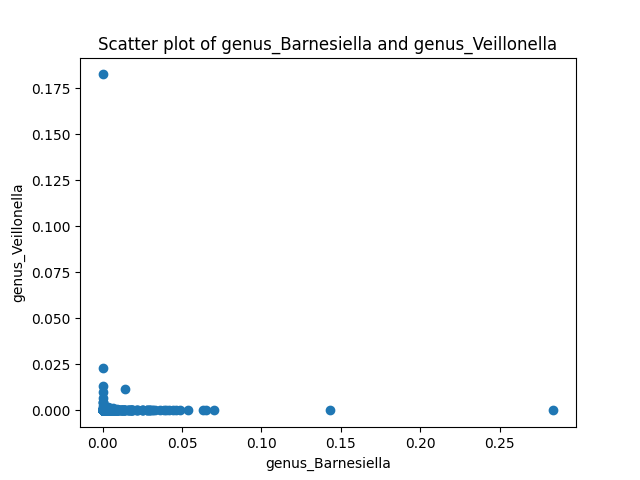 Scatter plot of genus_Barnesiella and genus_Veillonella
0.175
0.150
0.125
0.100
0.075
0.050
0.025
0.000
genus_Veillonella
0.00 0.05 0.10 0.15 0.20 0.25
genus_Barnesiella